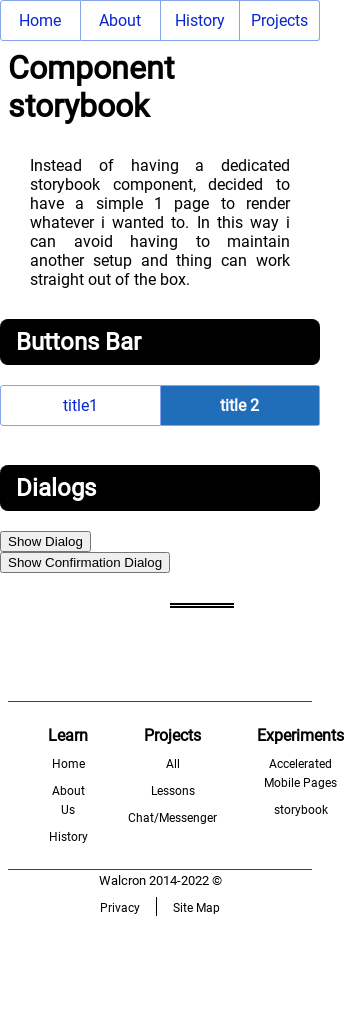 Home About History Projects
Component
storybook
Instead of having a dedicated
storybook component, decided to
have a simple 1 page to render
whatever i wanted to. In this way i
can avoid having to maintain
another setup and thing can work
straight out of the box.
Buttons Bar
title1 title 2
Dialogs
Show Dialog
Show Confirmation Dialog
Learn
Home
About
Us
History
Projects
All
Lessons
Chat/Messenger
Experiments
Accelerated
Mobile Pages
storybook
Walcron 2014-2022 ©
Privacy Site Map